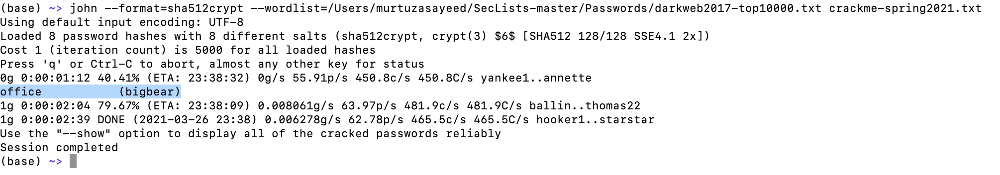 (base) ~> john --format=sha512crypt --wordlist=/Users/murtuzasayeed/SecLists-master/Passwords/darkweb2017-top10000.txt crackme-spring2021.txt
Using default input encoding: UTF-8
Loaded 8 password hashes with 8 different salts (sha512crypt, crypt(3) $6$ [SHA512 128/128 SSE4.1 2x])
Cost 1 (iteration count) is 5000 for all loaded hashes
Press 'q' or Ctrl-C to abort, almost any other key for status
0g 0:00:01:12 40.41% (ETA: 23:38:32) 0g/s 55.91p/s 450.8c/s 450.8C/s yankee1..annette
office           (bigbear)
1g 0:00:02:04 79.67% (ETA: 23:38:09) 0.008061g/s 63.97p/s 481.9c/s 481.9C/s ballin..thomas22
1g 0:00:02:39 DONE (2021-03-26 23:38) 0.006278g/s 62.78p/s 465.5c/s 465.5C/s hooker1..starstar
Use the "--show" option to display all of the cracked passwords reliably
Session completed
(base) ~>